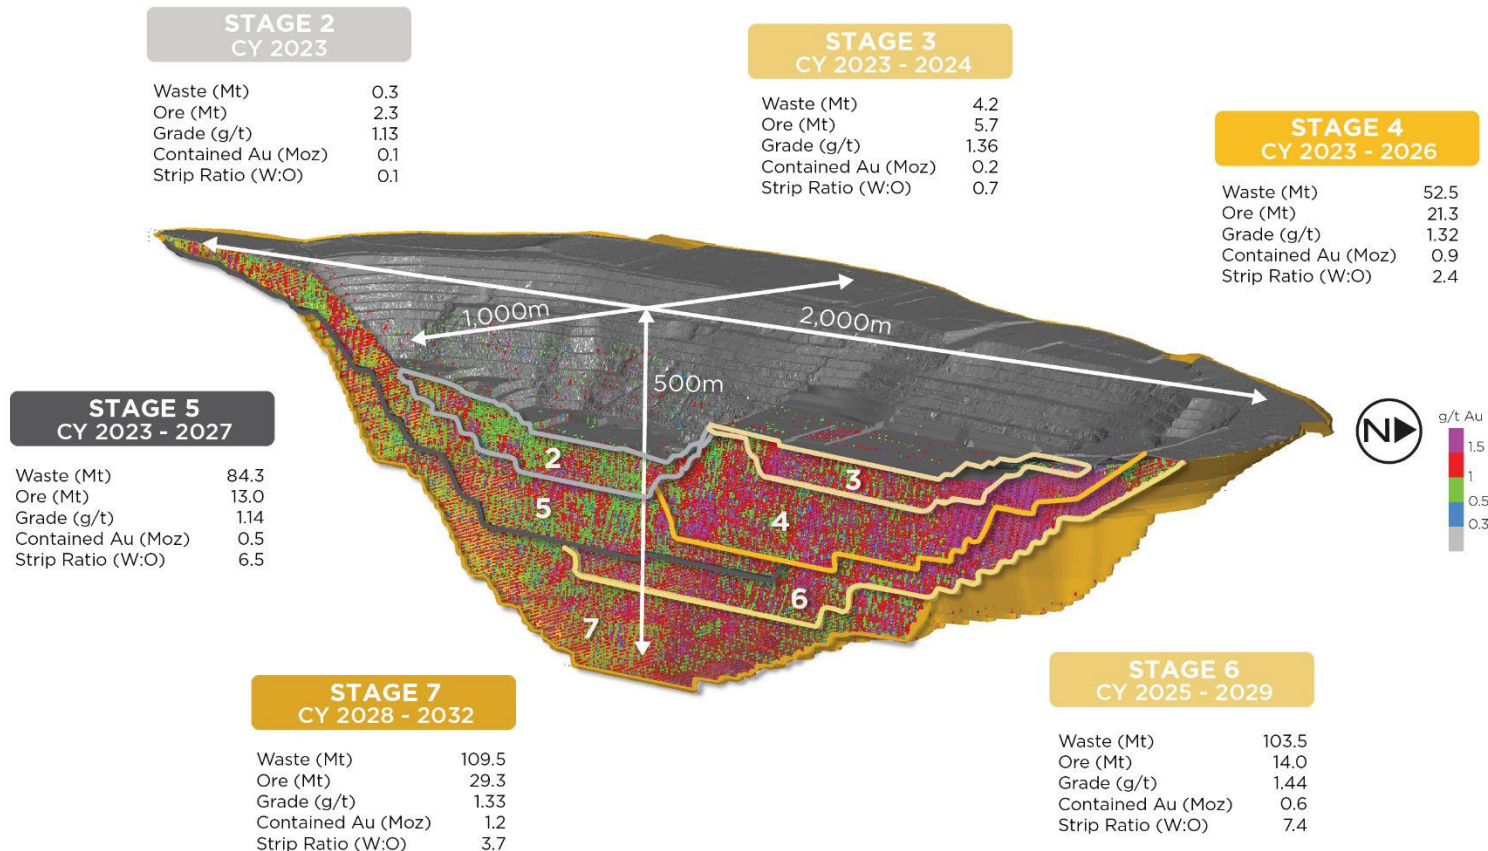 STAGE 2
CY 2023
Waste (Mt) 0.3
Ore (Mt) 2.3
Grade (g/t) 1.13
Contained Au (Moz) 0.1
Strip Ratio (W:O) 0.1
STAGE 3
CY 2023 - 2024
Waste (Mt) 4.2
Ore (Mt) 5.7
Grade (g/t) 1.36
Contained Au (Moz) 0.2
Strip Ratio (W:O) 0.7
STAGE 4
CY 2023 - 2026
Waste (Mt) 52.5
Ore (Mt) 21.3
Grade (g/t) 1.32
Contained Au (Moz) 0.9
Strip Ratio (W:O) 2.4
1,000m
2,000m
500m
STAGE 5
CY 2023 - 2027
Waste (Mt) 84.3
Ore (Mt) 13.0
Grade (g/t) 1.14
Contained Au (Moz) 0.5
Strip Ratio (W:O) 6.5
2
3
5
4
6
7
N
g/t Au
1.5
1
0.5
0.3
STAGE 7
CY 2028 - 2032
Waste (Mt) 109.5
Ore (Mt) 29.3
Grade (g/t) 1.33
Contained Au (Moz) 1.2
Strip Ratio (W:O) 3.7
STAGE 6
CY 2025 - 2029
Waste (Mt) 103.5
Ore (Mt) 14.0
Grade (g/t) 1.44
Contained Au (Moz) 0.6
Strip Ratio (W:O) 7.4